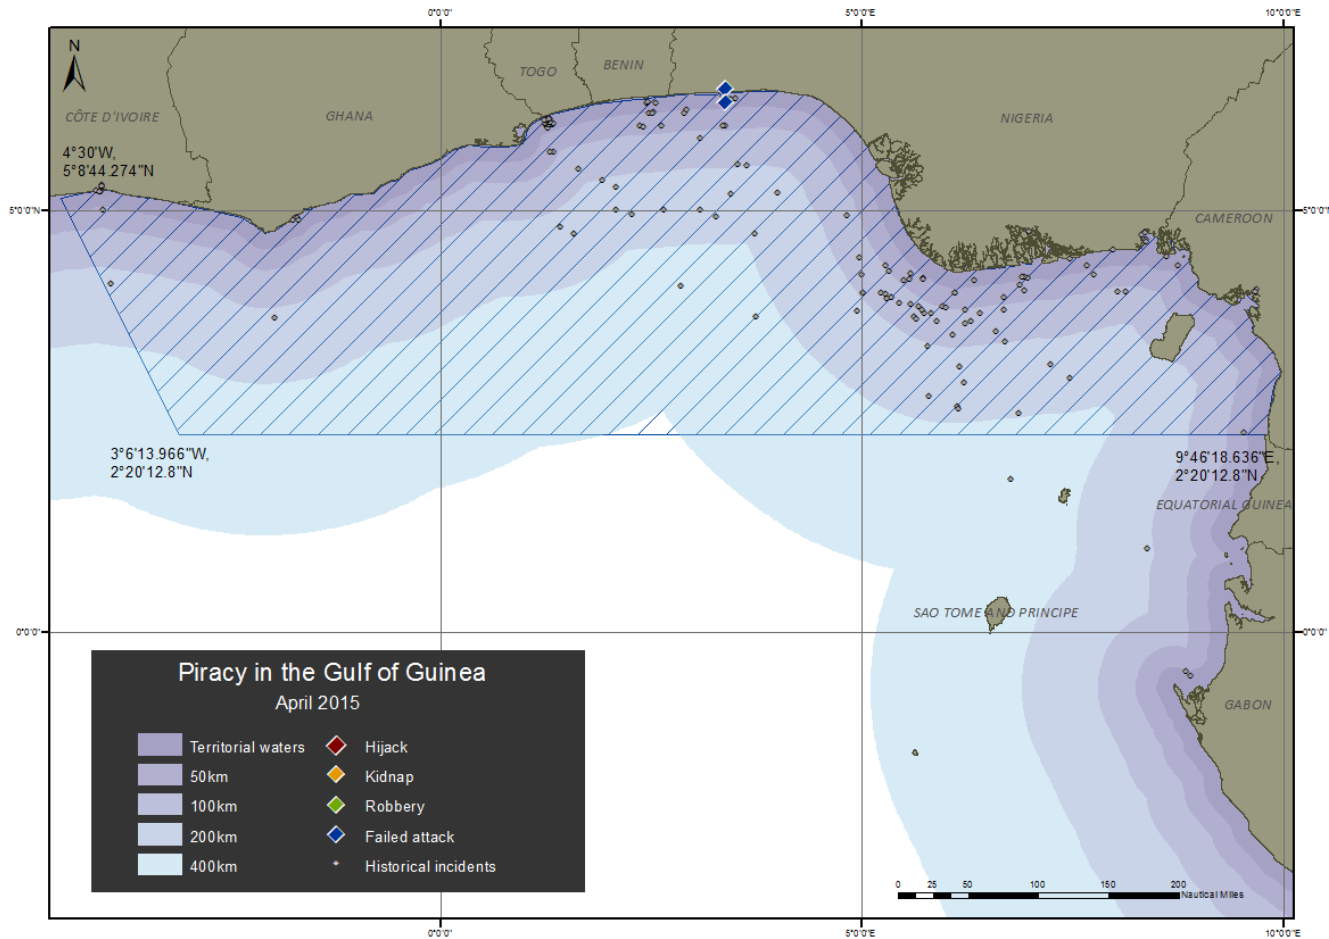 0°0'0"
5°0'0"E
10°0'0"E
N
TOGO
BENIN
CÔTE D'IVOIRE
GHANA
NIGERIA
4°30'W,
5°8'44.274"N
5°0'0"N
5°0'0"N
CAMEROON
3°6'13.966"W,
2°20'12.8"N
9°46'18.636"E,
2°20'12.8"N
EQUATORIAL GUINEA
SAO TOME AND PRINCIPE
0°0'0"
0°0'0"
GABON
Piracy in the Gulf of Guinea
April 2015
Territorial waters
Hijack
50km
Kidnap
100km
Robbery
200km
Failed attack
400km
Historical incidents
0 25 50 100 150 200
Nautical Miles
0°0'0"
5°0'0"E
10°0'0"E